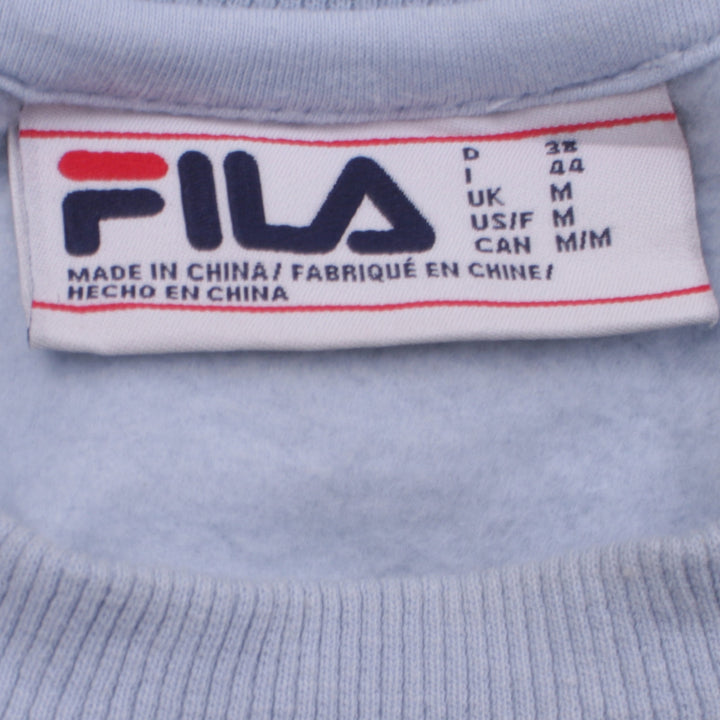 FILA
D 38
I 44
UK M
US/F M
CAN M/M
MADE IN CHINA/ FABRIQUÉ EN CHINE/
HECHO EN CHINA